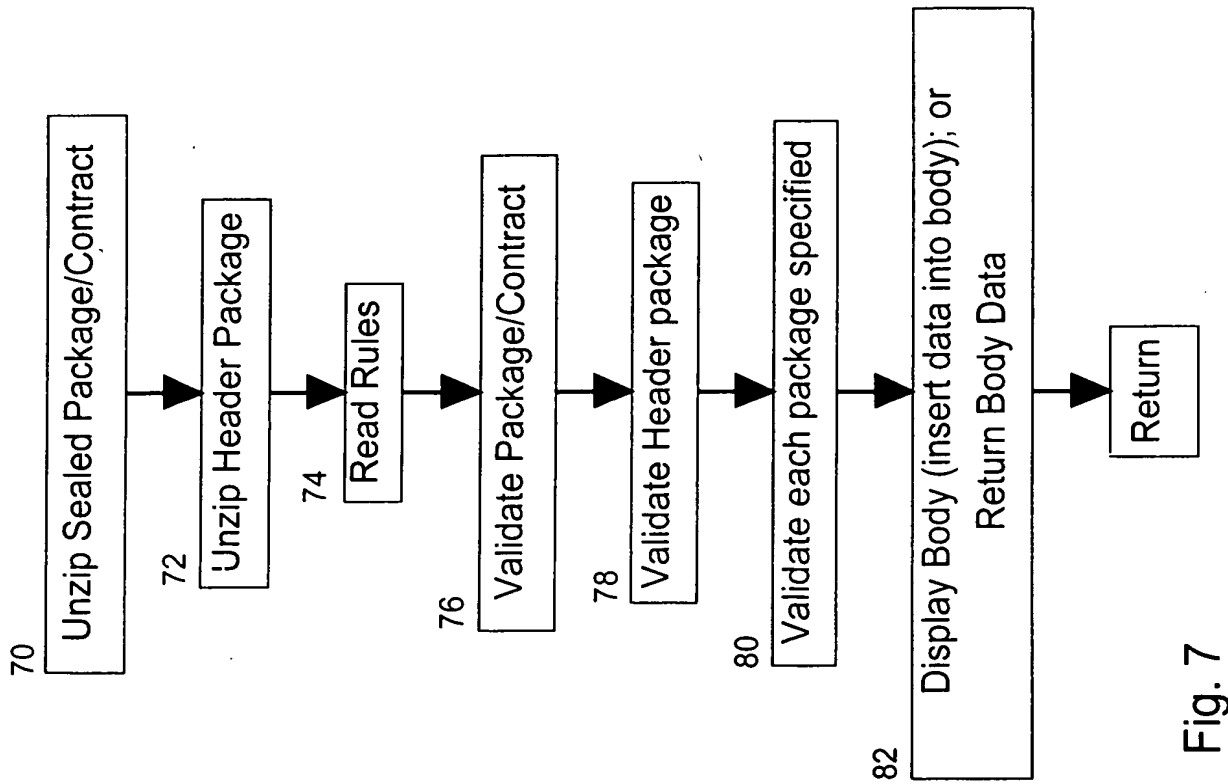 70
Unzip Sealed Package/Contract
72
Unzip Header Package
74
Read Rules
76
Validate Package/Contract
78
Validate Header package
80
Validate each package specified
82
Display Body (insert data into body); or
Return Body Data
Return
Fig. 7